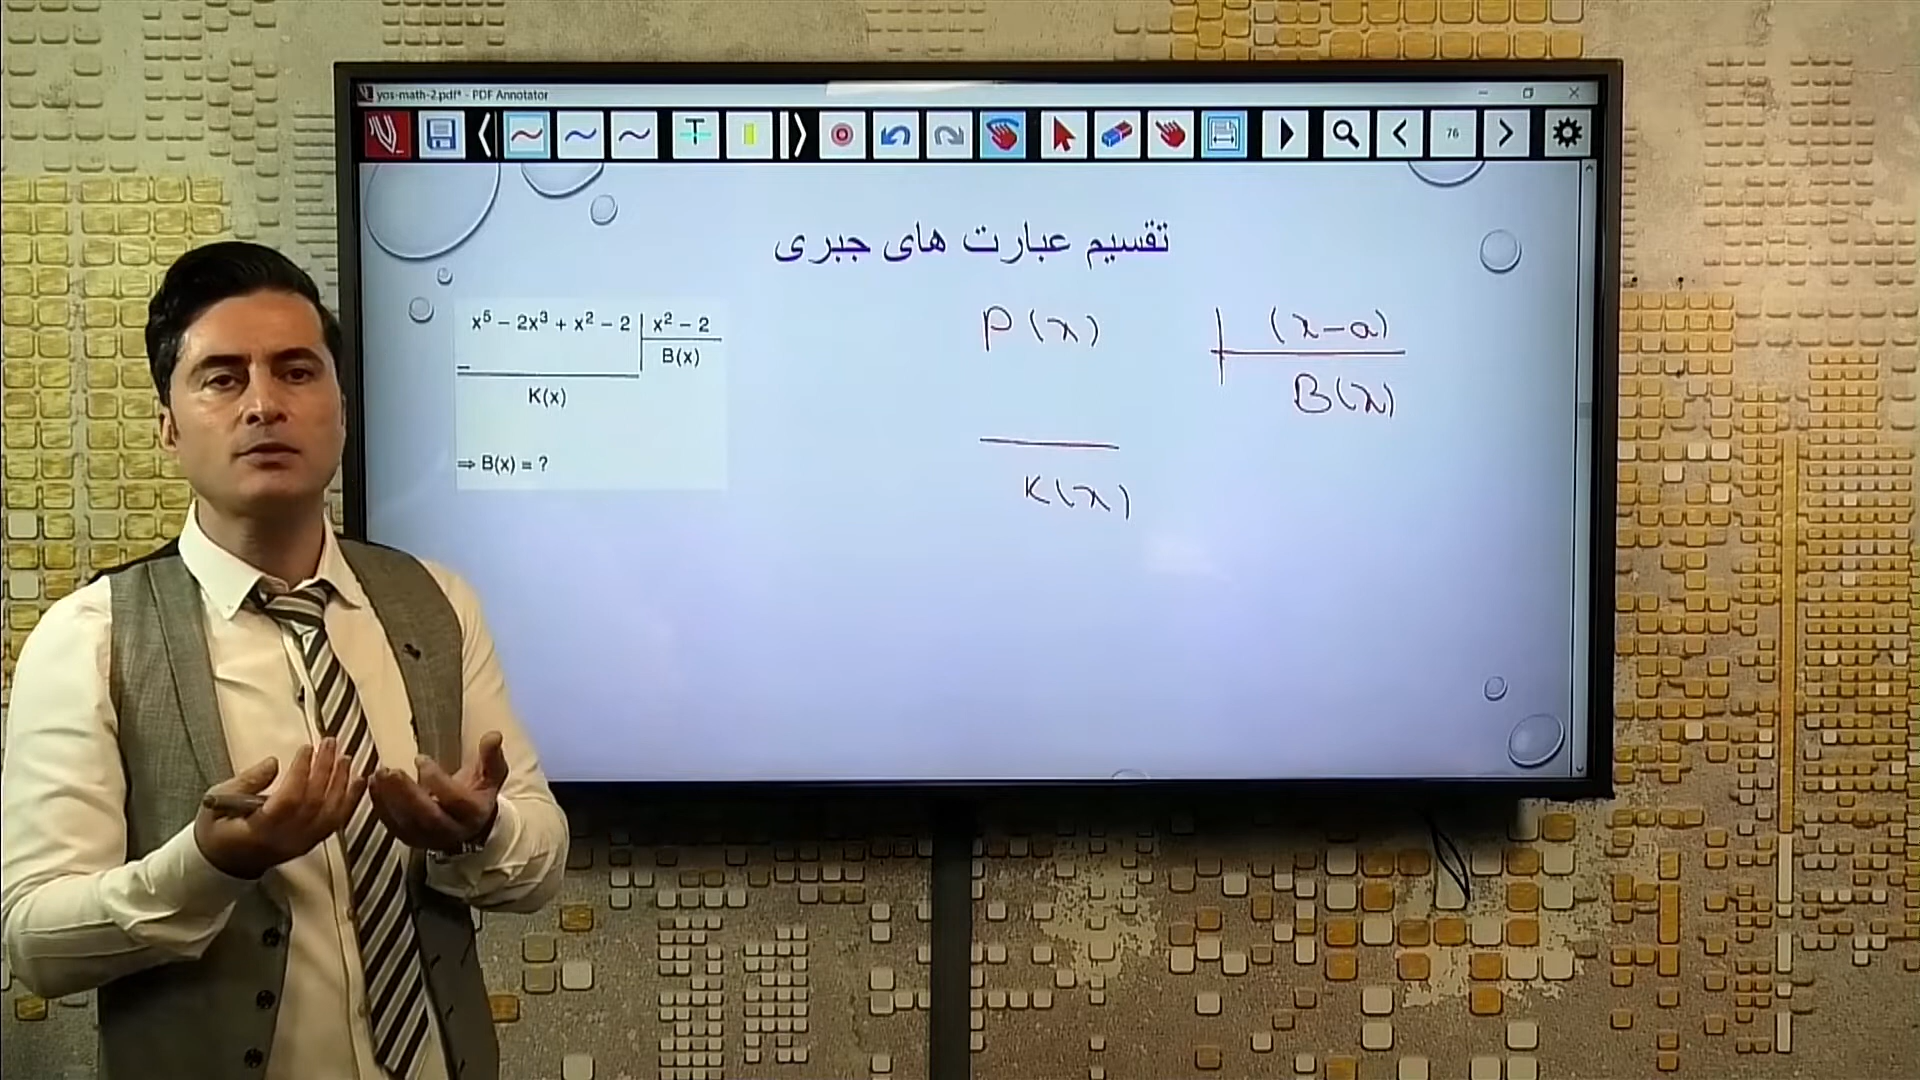 yos-math-2.pdf* - PDF Annotator
76
تقسیم عبارت های جبری
x⁵ − 2x³ + x² − 2 | x² − 2
B(x)
K(x)
⇒ B(x) = ?
P(x) | (x-a)
B(x)
K(x)